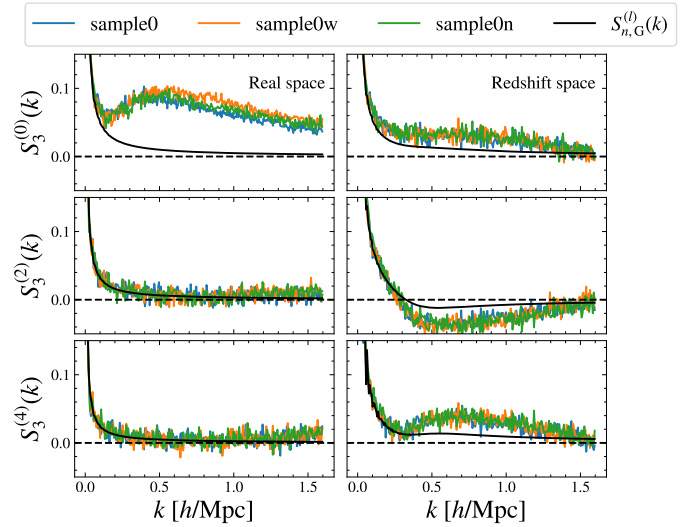 sample0 sample0w sample0n $S_{n,\mathrm{G}}^{(l)}(k)$
Real space Redshift space
$S_3^{(0)}(k)$
0.1
0.0
$S_3^{(2)}(k)$
0.1
0.0
$S_3^{(4)}(k)$
0.1
0.0
0.0 0.5 1.0 1.5 0.0 0.5 1.0 1.5
k [h/Mpc] k [h/Mpc]